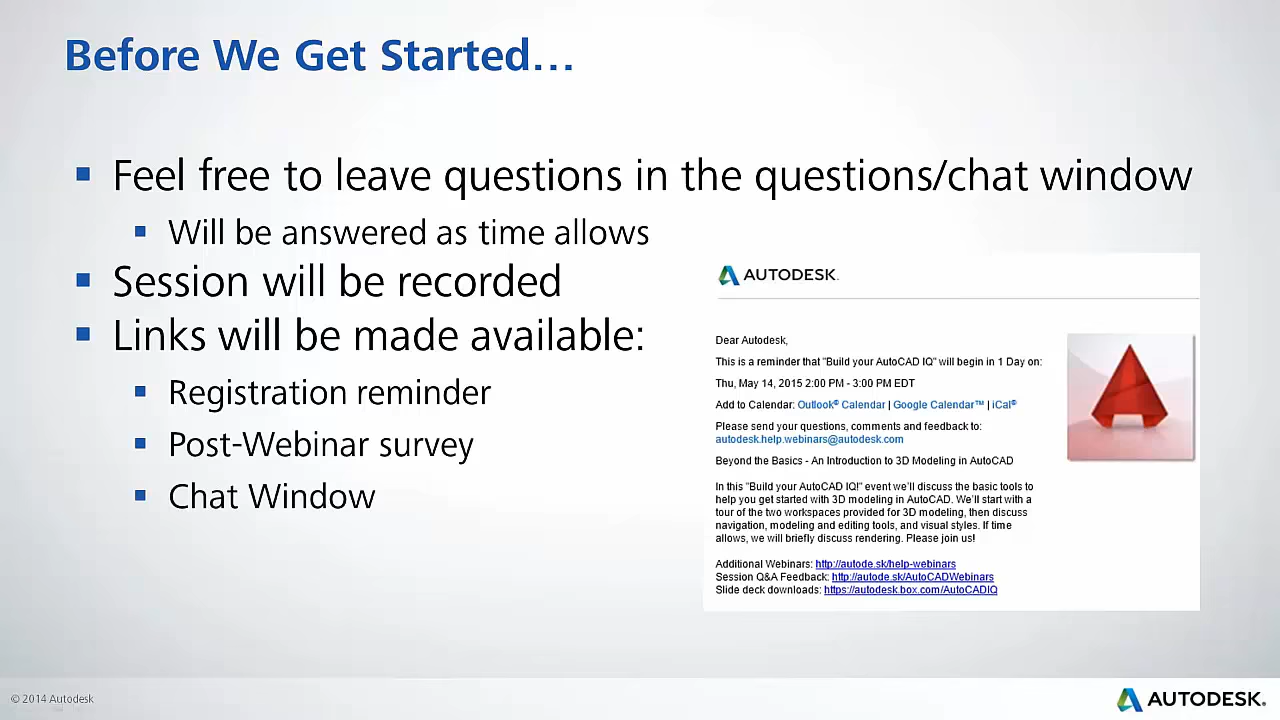 Before We Get Started…
Feel free to leave questions in the questions/chat window
Will be answered as time allows
Session will be recorded
Links will be made available:
Registration reminder
Post-Webinar survey
Chat Window
AUTODESK.
Dear Autodesk,
This is a reminder that "Build your AutoCAD IQ" will begin in 1 Day on:
Thu, May 14, 2015 2:00 PM - 3:00 PM EDT
Add to Calendar: Outlook® Calendar | Google Calendar™ | iCal®
Please send your questions, comments and feedback to:
autodesk.help.webinars@autodesk.com
Beyond the Basics - An Introduction to 3D Modeling in AutoCAD
In this "Build your AutoCAD IQ!" event we'll discuss the basic tools to
help you get started with 3D modeling in AutoCAD. We'll start with a
tour of the two workspaces provided for 3D modeling, then discuss
navigation, modeling and editing tools, and visual styles. If time
allows, we will briefly discuss rendering. Please join us!
Additional Webinars: http://autode.sk/help-webinars
Session Q&A Feedback: http://autode.sk/AutoCADWebinars
Slide deck downloads: https://autodesk.box.com/AutoCADIQ
© 2014 Autodesk
AUTODESK.